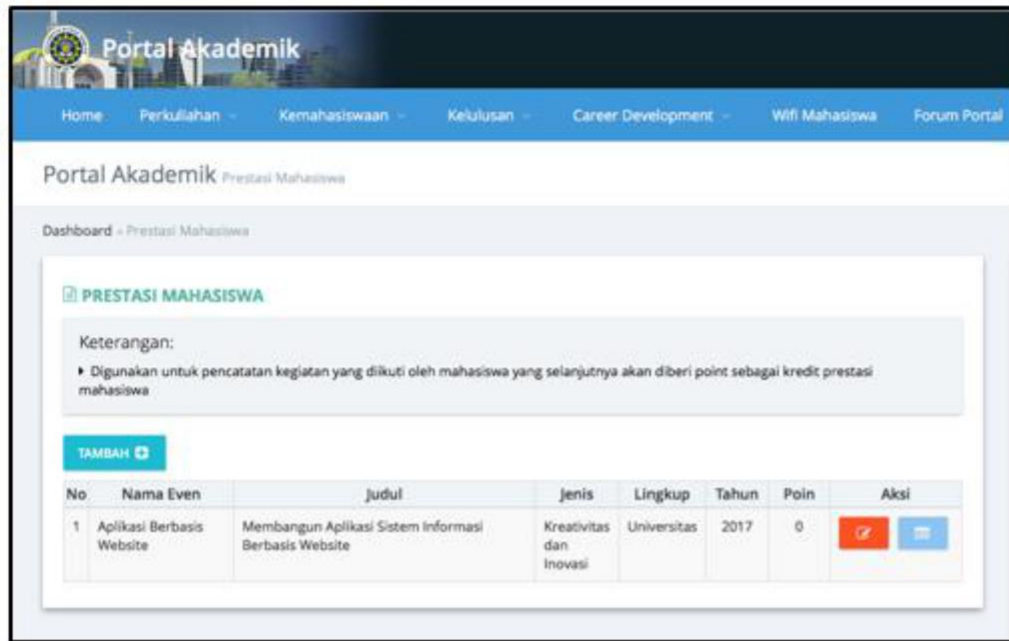 Portal Akademik
Home Perkuliahan Kemahasiswaan Kelulusan Career Development Wifi Mahasiswa Forum Portal
Portal Akademik Prestasi Mahasiswa
Dashboard » Prestasi Mahasiswa
PRESTASI MAHASISWA
Keterangan:
Digunakan untuk pencatatan kegiatan yang diikuti oleh mahasiswa yang selanjutnya akan diberi point sebagai kredit prestasi
mahasiswa
TAMBAH
No Nama Even Judul Jenis Lingkup Tahun Poin Aksi
1 Aplikasi Berbasis Membangun Aplikasi Sistem Informasi Kreativitas Universitas 2017 0
Website Berbasis Website dan
Inovasi